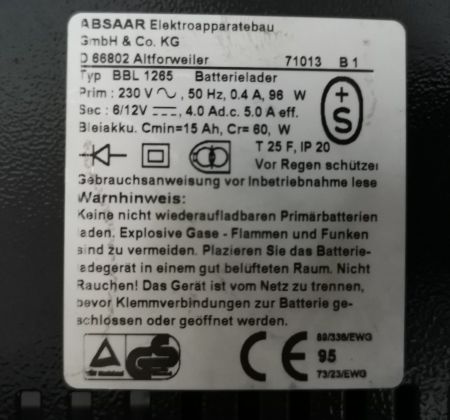 ABSAAR Elektroapparatebau
GmbH & Co. KG
D 66802 Altforweiler 71013 B 1
Typ BBL 1265 Batterielader
Prim : 230 V ~, 50 Hz, 0.4 A, 96 W
Sec : 6/12V ⎓, 4.0 Ad.c. 5.0 A eff.
Bleiakku. Cmin=15 Ah, Cr= 60, W
+
S
T 25 F, IP 20
Vor Regen schützen
Gebrauchsanweisung vor Inbetriebnahme lese
Warnhinweis:
Keine nicht wiederaufladbaren Primärbatterien
laden. Explosive Gase - Flammen und Funken
sind zu vermeiden. Plazieren Sie das Batterie-
ladegerät in einem gut belüfteten Raum. Nicht
Rauchen! Das Gerät ist vom Netz zu trennen,
bevor Klemmverbindungen zur Batterie ge-
schlossen oder geöffnet werden.
GS
CE
89/336/EWG
95
73/23/EWG